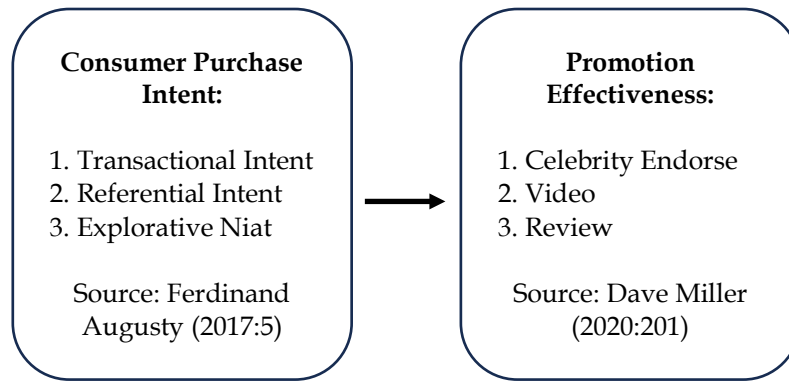 Consumer Purchase
Intent:
1. Transactional Intent
2. Referential Intent
3. Explorative Niat
Source: Ferdinand
Augusty (2017:5)
Promotion
Effectiveness:
1. Celebrity Endorse
2. Video
3. Review
Source: Dave Miller
(2020:201)